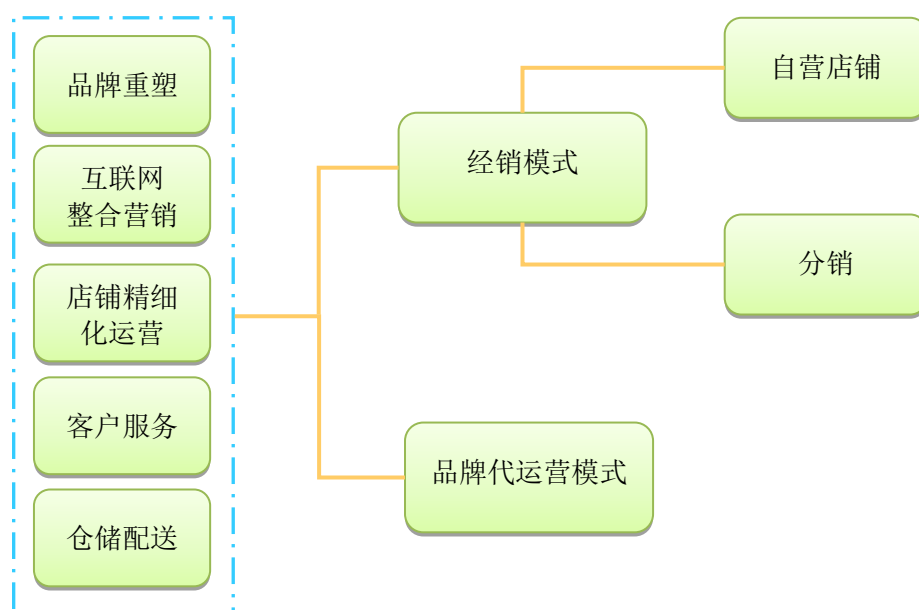 品牌重塑
互联网
整合营销
店铺精细
化运营
客户服务
仓储配送
经销模式
品牌代运营模式
自营店铺
分销